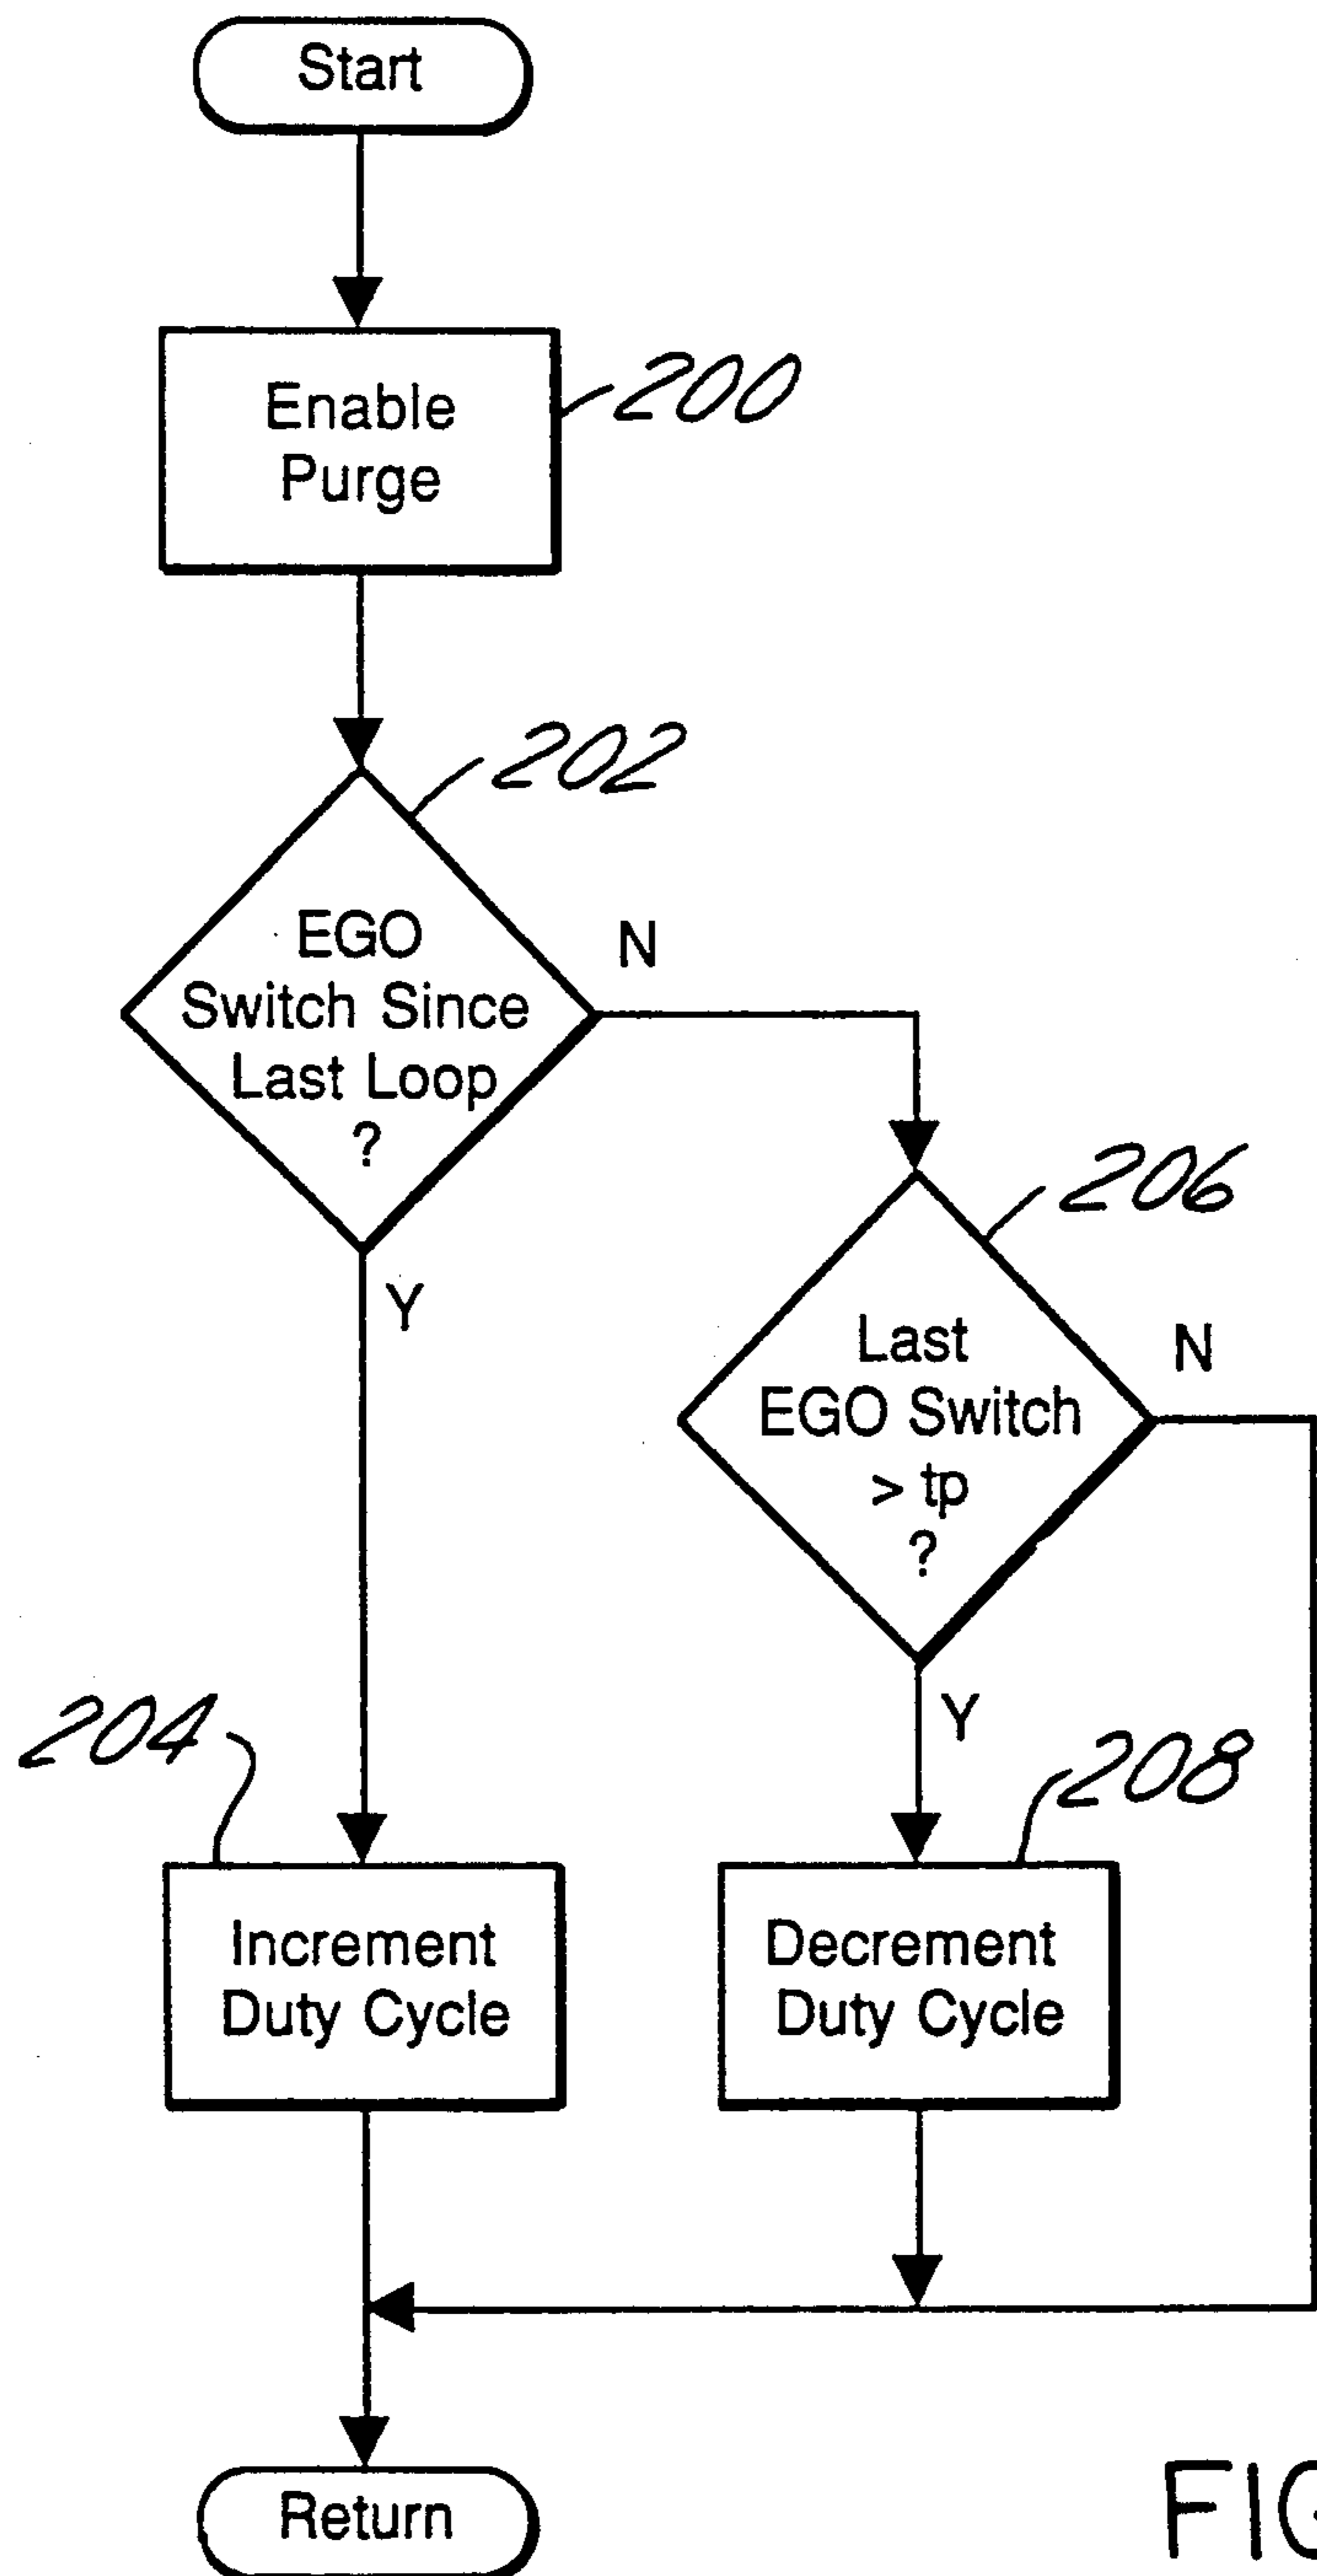 Start
Enable
Purge
200
202
EGO
Switch Since
Last Loop
?
N
Y
206
Last
EGO Switch
> tp
?
N
Y
204
Increment
Duty Cycle
208
Decrement
Duty Cycle
Return